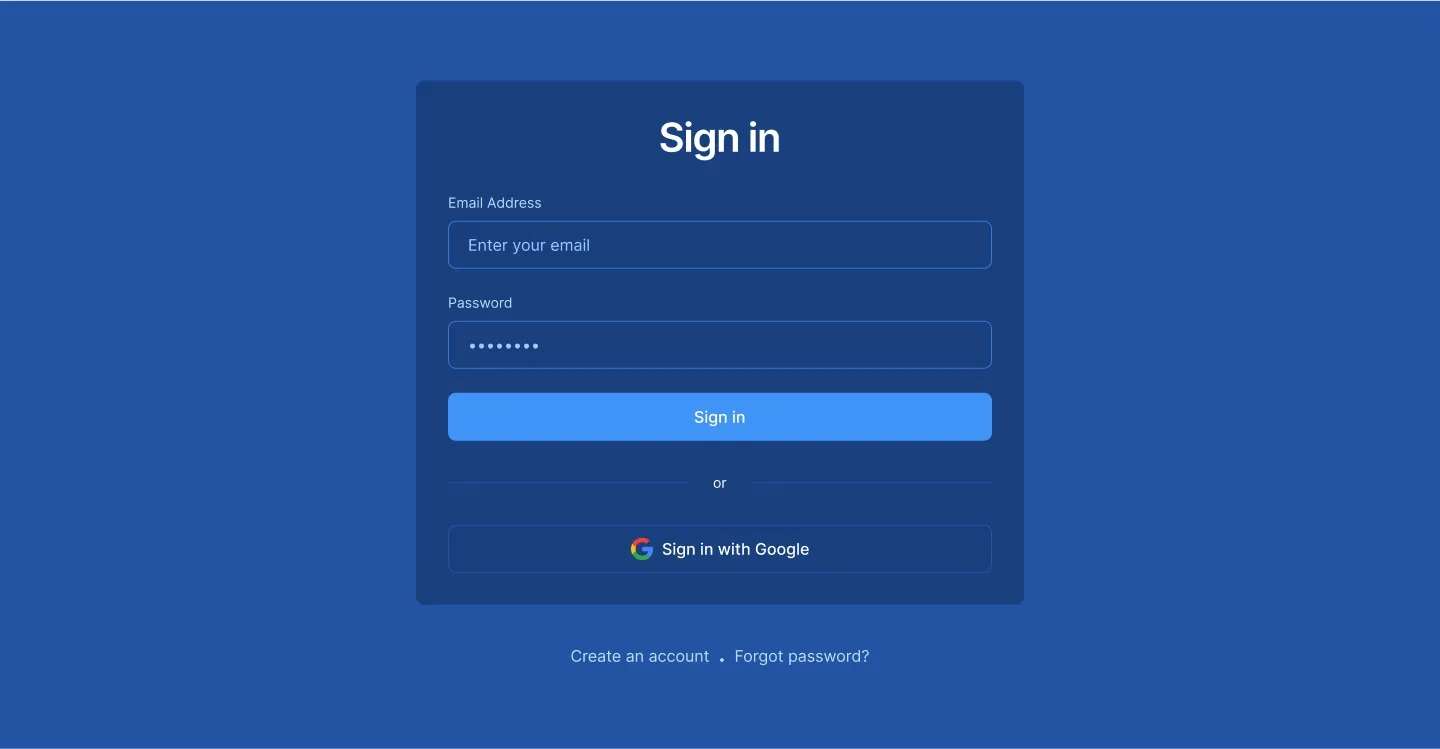 Sign in
Email Address
Enter your email
Password
••••••••
Sign in
or
Sign in with Google
Create an account • Forgot password?